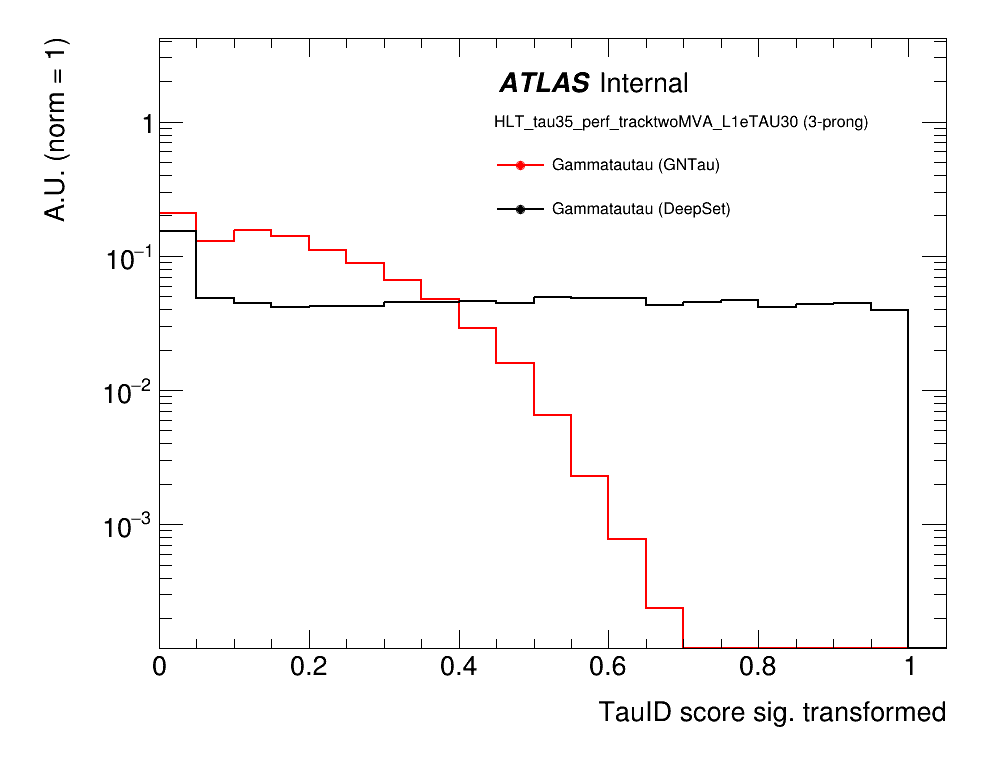 A.U. (norm = 1)
ATLAS Internal
HLT_tau35_perf_tracktwoMVA_L1eTAU30 (3-prong)
Gammatautau (GNTau)
Gammatautau (DeepSet)
1
10⁻¹
10⁻²
10⁻³
0 0.2 0.4 0.6 0.8 1
TauID score sig. transformed